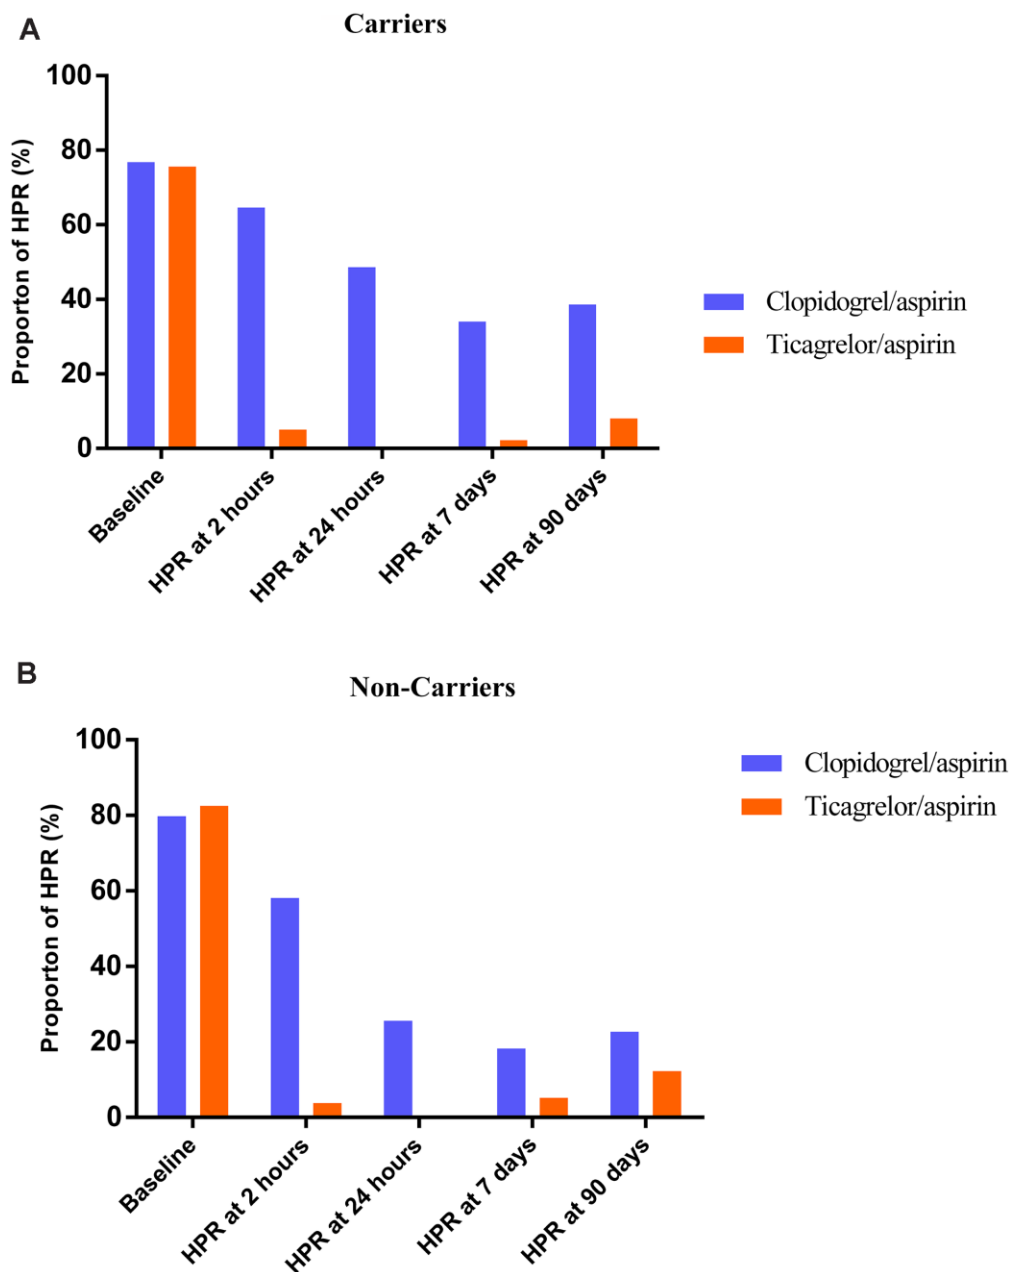 A
Carriers
Proporton of HPR (%)
100
80
60
40
20
0
Baseline
HPR at 2 hours
HPR at 24 hours
HPR at 7 days
HPR at 90 days
Clopidogrel/aspirin
Ticagrelor/aspirin
B
Non-Carriers
Proporton of HPR (%)
100
80
60
40
20
0
Baseline
HPR at 2 hours
HPR at 24 hours
HPR at 7 days
HPR at 90 days
Clopidogrel/aspirin
Ticagrelor/aspirin